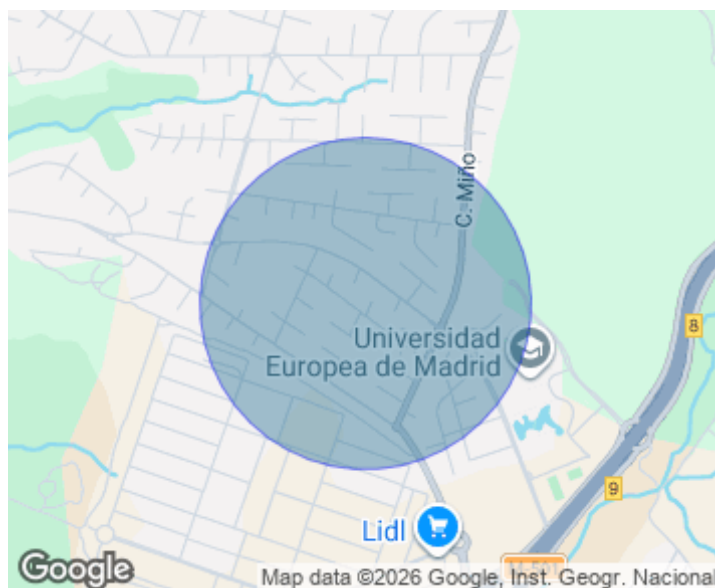 C. Miño
8
Universidad
Europea de Madrid
9
Lidl
Google
Map data ©2026 Google, Inst. Geogr. Nacional